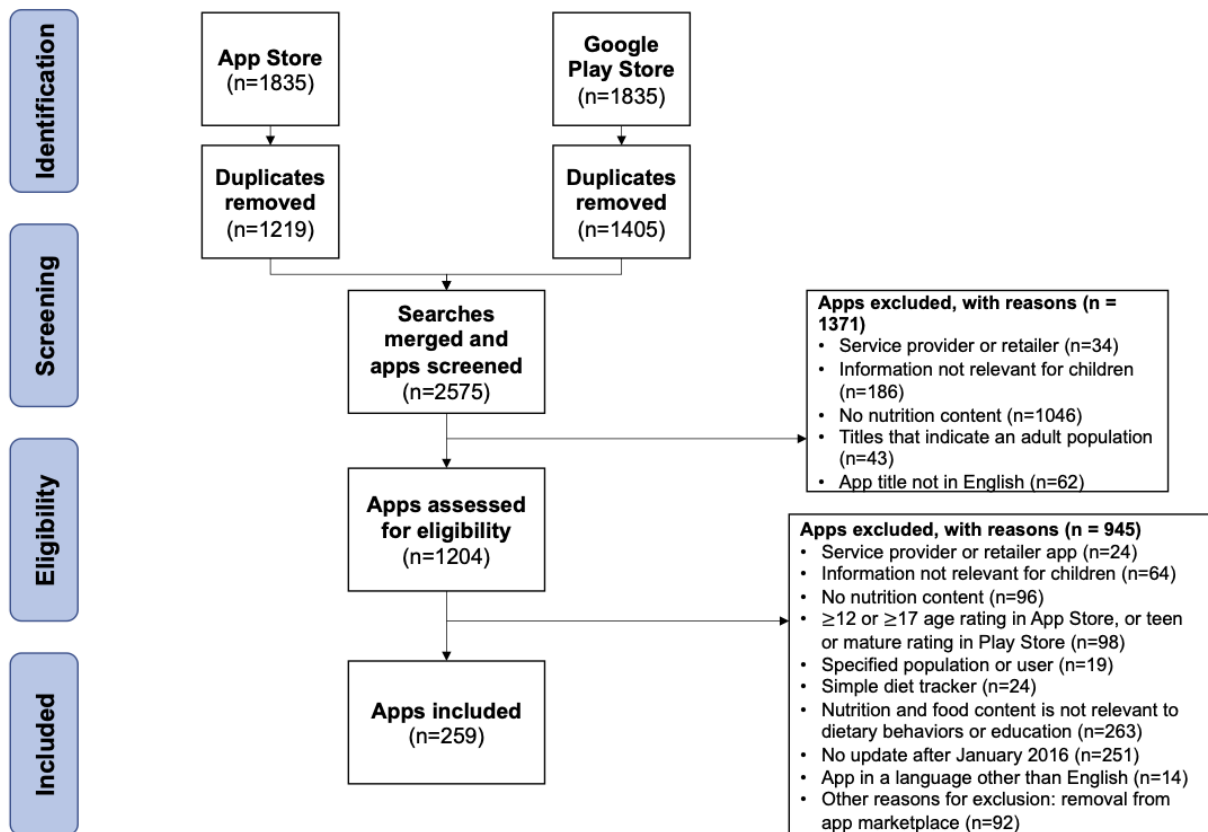 Identification
App Store
(n=1835)
Google
Play Store
(n=1835)
Duplicates
removed
(n=1219)
Duplicates
removed
(n=1405)
Screening
Searches
merged and
apps screened
(n=2575)
Apps excluded, with reasons (n =
1371)
• Service provider or retailer (n=34)
• Information not relevant for children
(n=186)
• No nutrition content (n=1046)
• Titles that indicate an adult population
(n=43)
• App title not in English (n=62)
Eligibility
Apps assessed
for eligibility
(n=1204)
Apps excluded, with reasons (n = 945)
• Service provider or retailer app (n=24)
• Information not relevant for children (n=64)
• No nutrition content (n=96)
• ≥12 or ≥17 age rating in App Store, or teen
or mature rating in Play Store (n=98)
• Specified population or user (n=19)
• Simple diet tracker (n=24)
• Nutrition and food content is not relevant to
dietary behaviors or education (n=263)
• No update after January 2016 (n=251)
• App in a language other than English (n=14)
• Other reasons for exclusion: removal from
app marketplace (n=92)
Included
Apps included
(n=259)